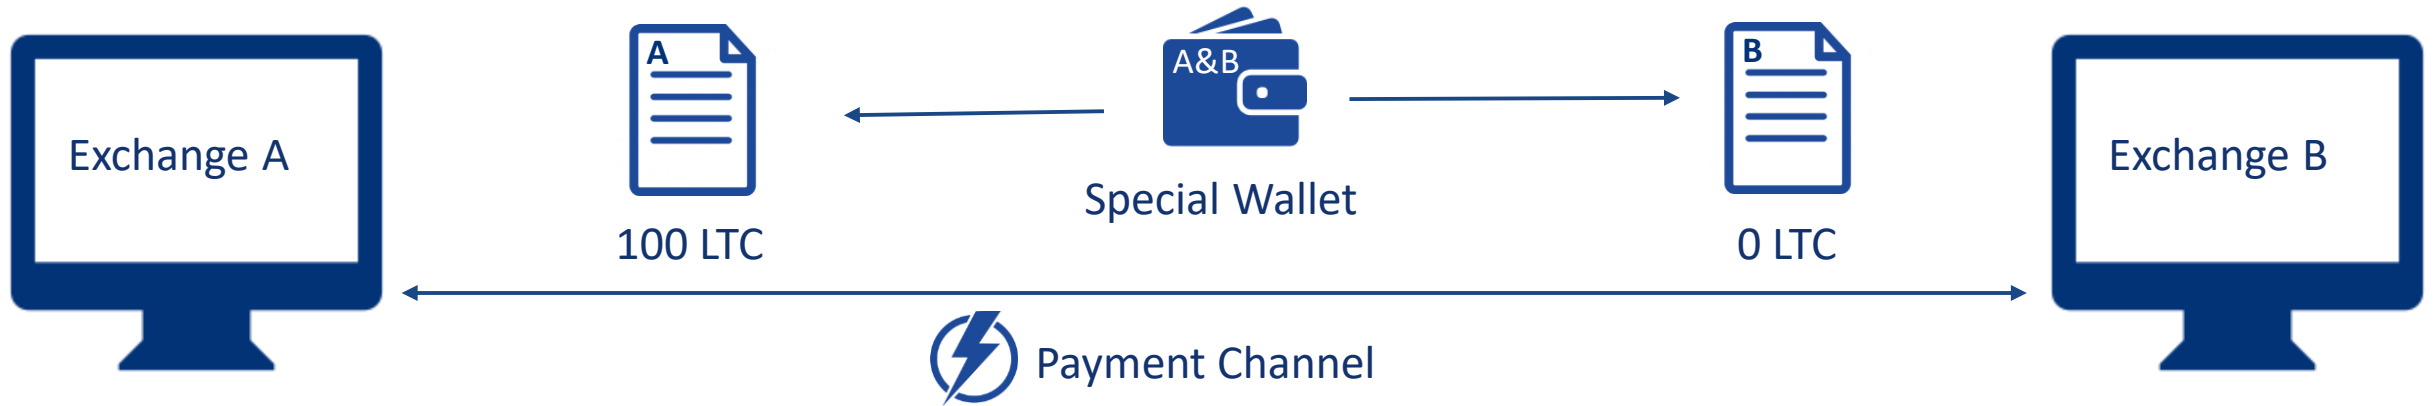 Exchange A
A
100 LTC
A&B
Special Wallet
B
0 LTC
Exchange B
Payment Channel